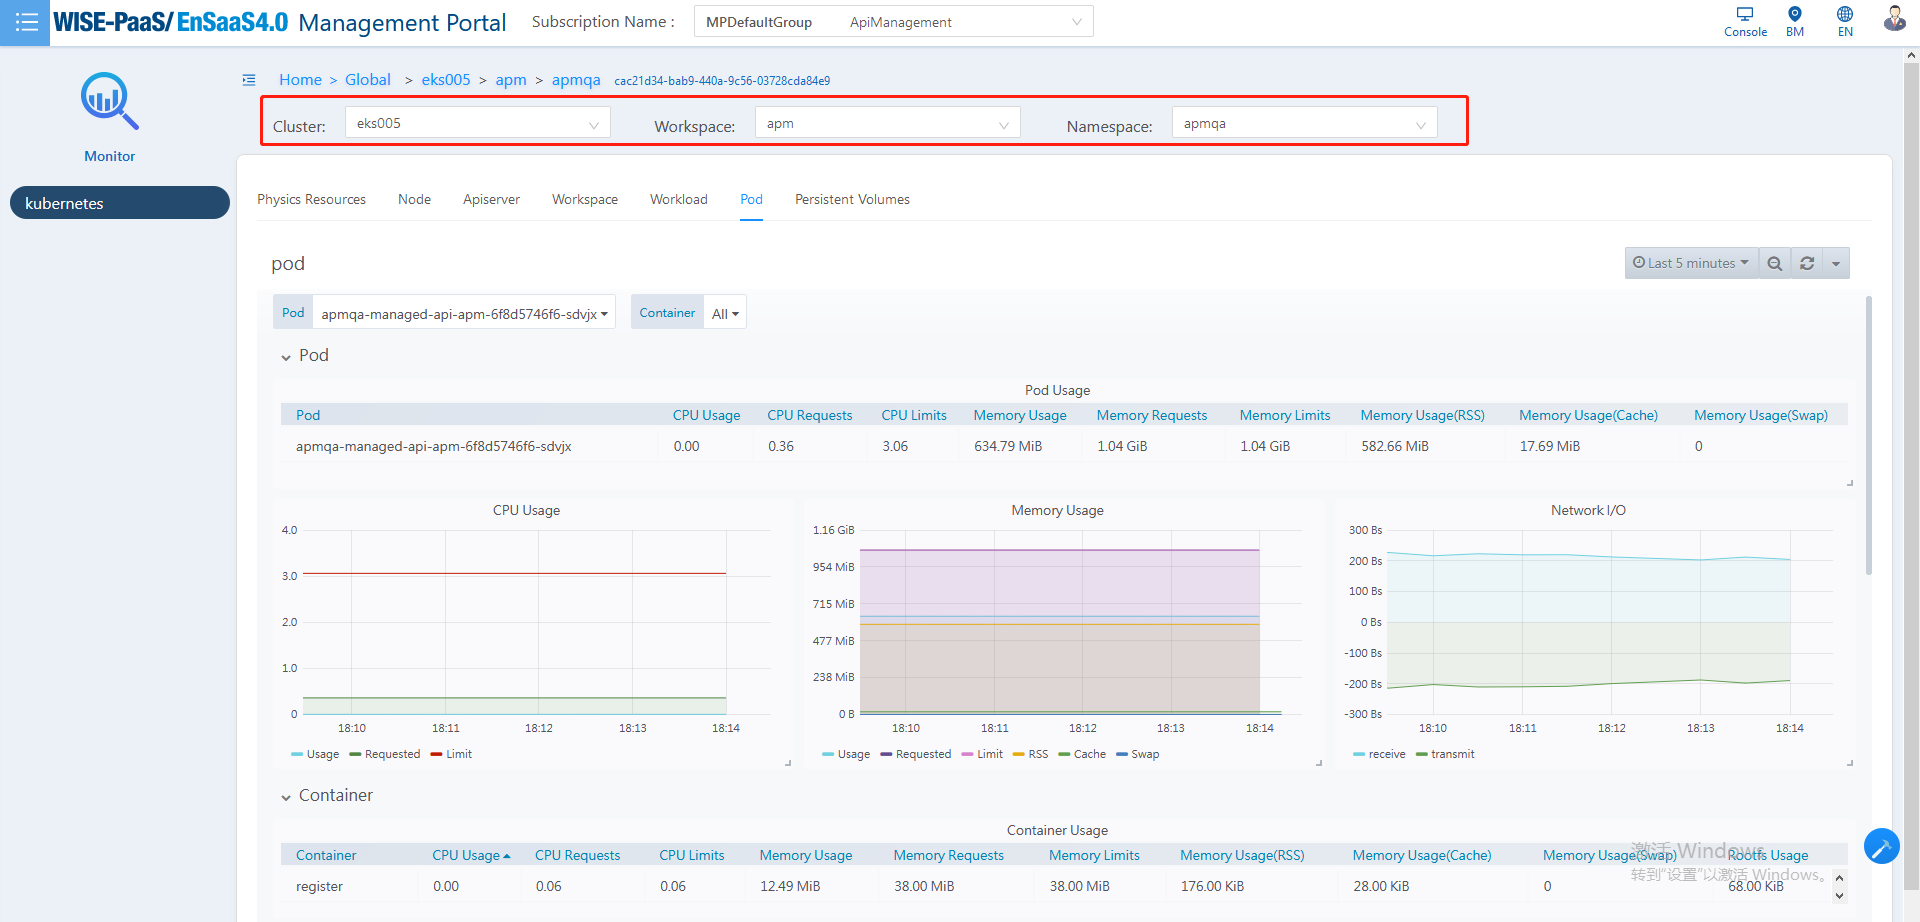 WISE-PaaS/ EnSaaS4.0 Management Portal Subscription Name : MPDefaultGroup ApiManagement Console BM EN
Home > Global > eks005 > apm > apmqa cac21d34-bab9-440a-9c56-03728cda84e9
Cluster: eks005 Workspace: apm Namespace: apmqa
Monitor
kubernetes
Physics Resources Node Apiserver Workspace Workload Pod Persistent Volumes
pod
Last 5 minutes
Pod apmqa-managed-api-apm-6f8d5746f6-sdvjx Container All
Pod
Pod Usage
Pod CPU Usage CPU Requests CPU Limits Memory Usage Memory Requests Memory Limits Memory Usage(RSS) Memory Usage(Cache) Memory Usage(Swap)
apmqa-managed-api-apm-6f8d5746f6-sdvjx 0.00 0.36 3.06 634.79 MiB 1.04 GiB 1.04 GiB 582.66 MiB 17.69 MiB 0
CPU Usage
4.0
3.0
2.0
1.0
0
18:10 18:11 18:12 18:13 18:14
Usage Requested Limit
Memory Usage
1.16 GiB
954 MiB
715 MiB
477 MiB
238 MiB
0 B
18:10 18:11 18:12 18:13 18:14
Usage Requested Limit RSS Cache Swap
Network I/O
300 Bs
200 Bs
100 Bs
0 Bs
-100 Bs
-200 Bs
-300 Bs
18:10 18:11 18:12 18:13 18:14
receive transmit
Container
Container Usage
Container CPU Usage CPU Requests CPU Limits Memory Usage Memory Requests Memory Limits Memory Usage(RSS) Memory Usage(Cache) Memory Usage(Swap) Rootfs Usage
register 0.00 0.06 0.06 12.49 MiB 38.00 MiB 38.00 MiB 176.00 KiB 28.00 KiB 0 68.00 KiB
激活 Windows
转到"设置"以激活 Windows。